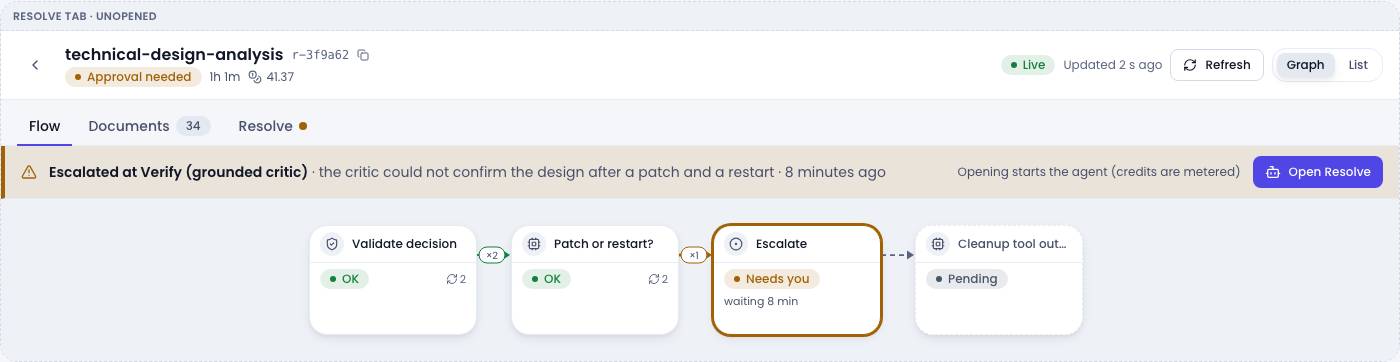 RESOLVE TAB · UNOPENED
technical-design-analysis r–3f9a62
Approval needed 1h 1m 41.37
Live Updated 2 s ago Refresh Graph List
Flow Documents 34 Resolve
Escalated at Verify (grounded critic) · the critic could not confirm the design after a patch and a restart · 8 minutes ago
Opening starts the agent (credits are metered) Open Resolve
Validate decision
OK 2
×2
Patch or restart?
OK 2
×1
Escalate
Needs you
waiting 8 min
Cleanup tool out...
Pending